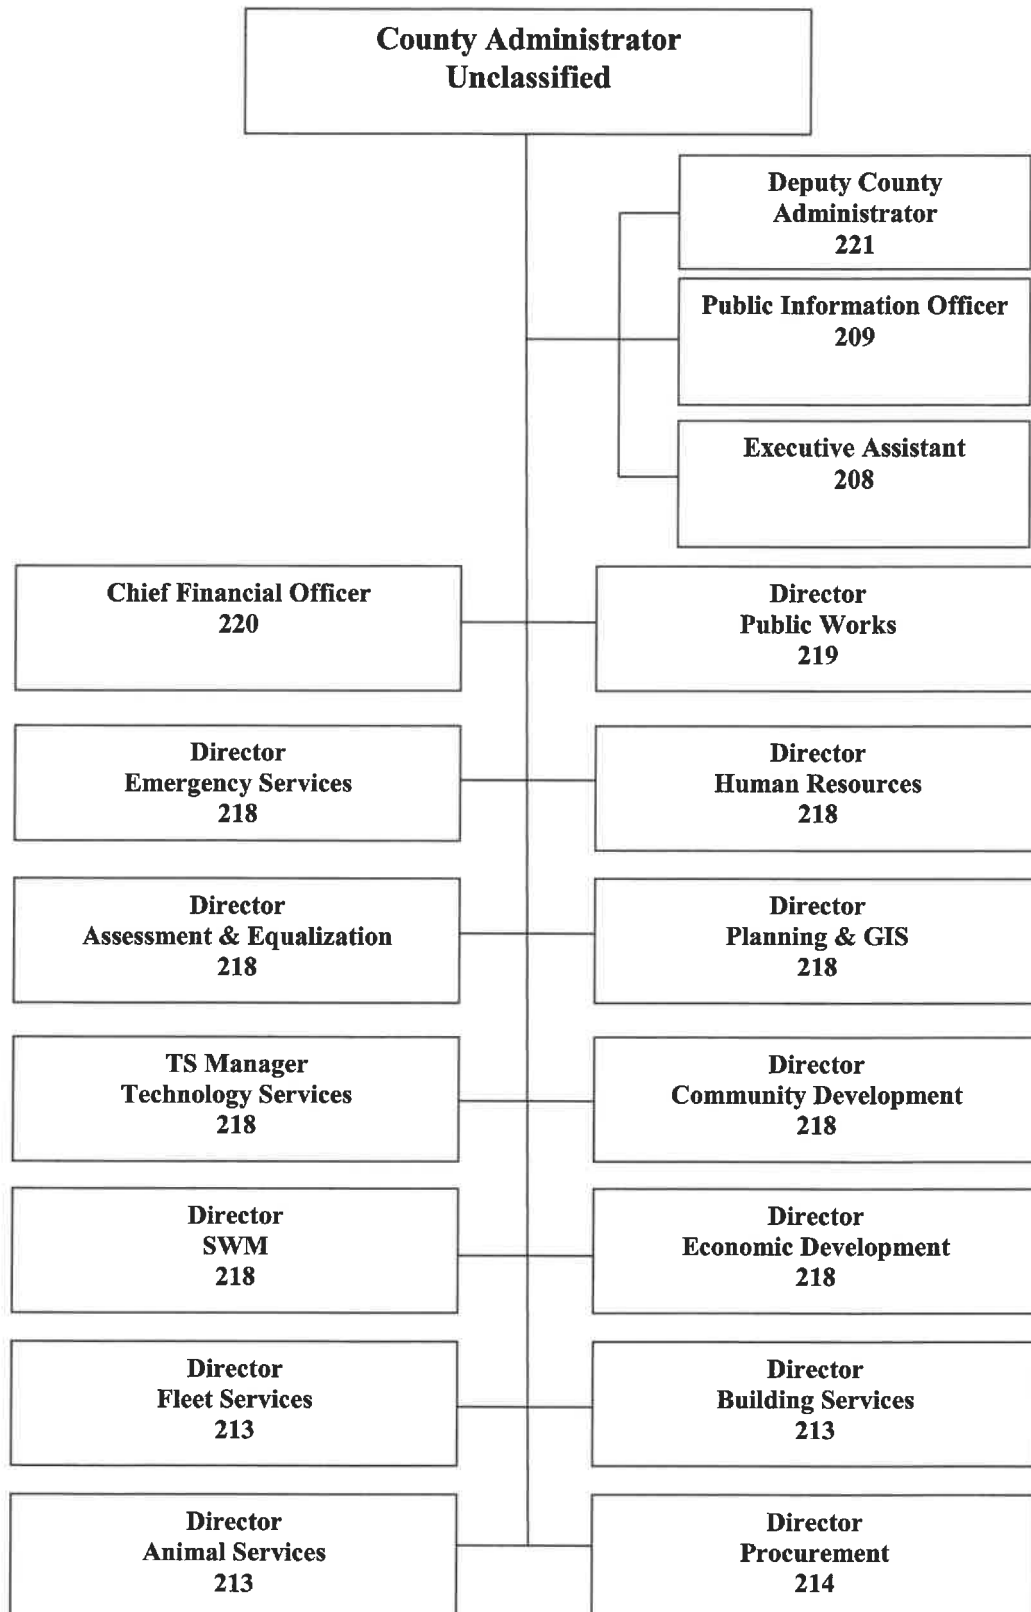 County Administrator
Unclassified
Deputy County
Administrator
221
Public Information Officer
209
Executive Assistant
208
Chief Financial Officer
220
Director
Public Works
219
Director
Emergency Services
218
Director
Human Resources
218
Director
Assessment & Equalization
218
Director
Planning & GIS
218
TS Manager
Technology Services
218
Director
Community Development
218
Director
SWM
218
Director
Economic Development
218
Director
Fleet Services
213
Director
Building Services
213
Director
Animal Services
213
Director
Procurement
214